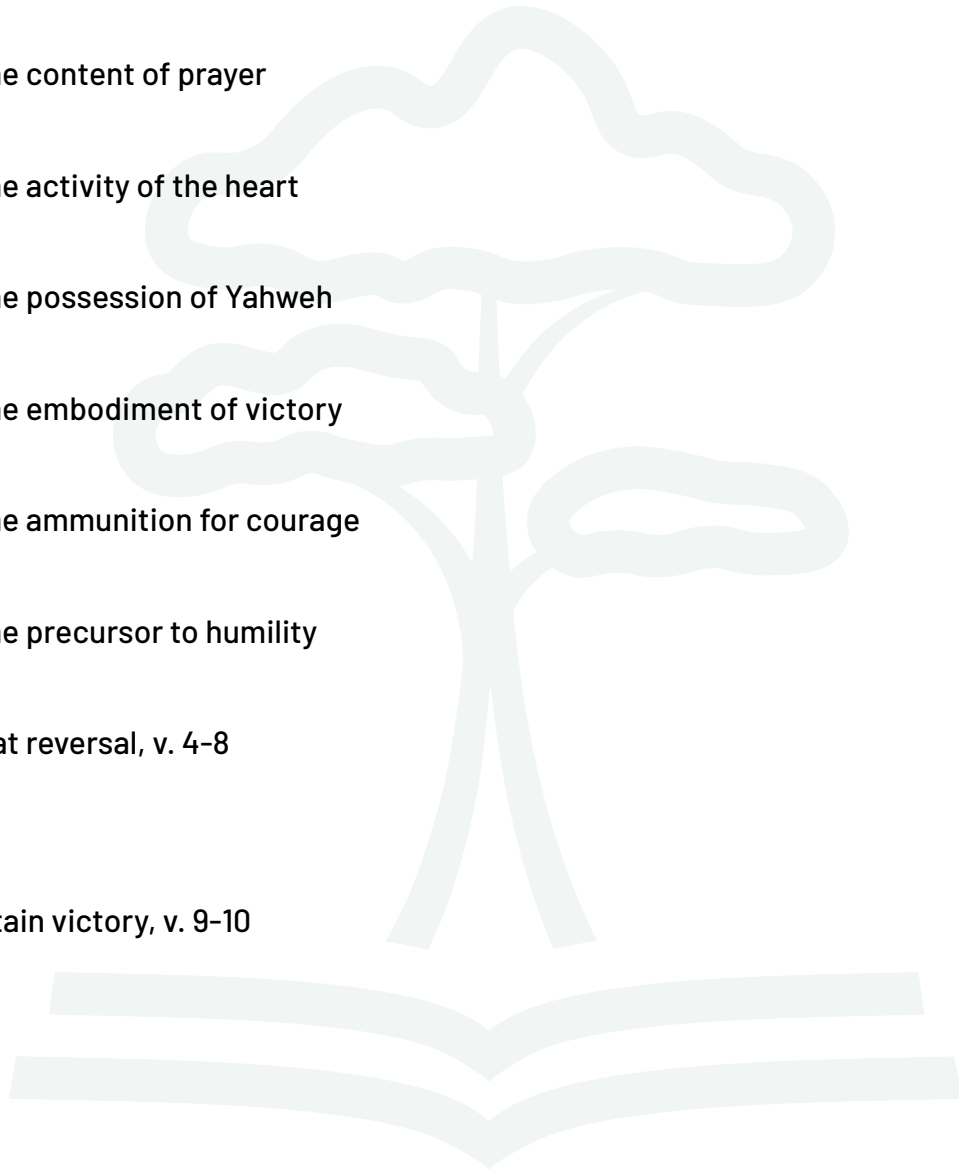 e content of prayer
e activity of the heart
e possession of Yahweh
e embodiment of victory
e ammunition for courage
e precursor to humility
at reversal, v. 4-8
tain victory, v. 9-10